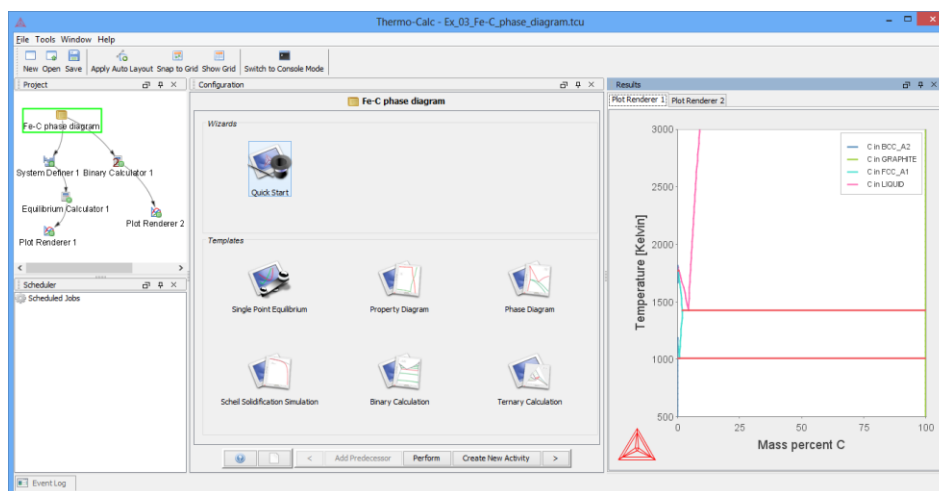 Thermo-Calc - Ex_03_Fe-C_phase_diagram.tcu
File Tools Window Help
New Open Save Apply Auto Layout Snap to Grid Show Grid Switch to Console Mode
Project
Fe-C phase diagram
System Definer 1 Binary Calculator 1
Equilibrium Calculator 1
Plot Renderer 2
Plot Renderer 1
Scheduler
Scheduled Jobs
Configuration
Fe-C phase diagram
Wizards
Quick Start
Templates
Single Point Equilibrium Property Diagram Phase Diagram
Scheil Solidification Simulation Binary Calculation Ternary Calculation
< Add Predecessor Perform Create New Activity >
Results
Plot Renderer 1 Plot Renderer 2
3000
2500
2000
1500
1000
500
Temperature [Kelvin]
C in BCC_A2
C in GRAPHITE
C in FCC_A1
C in LIQUID
0 25 50 75 100
Mass percent C
Event Log